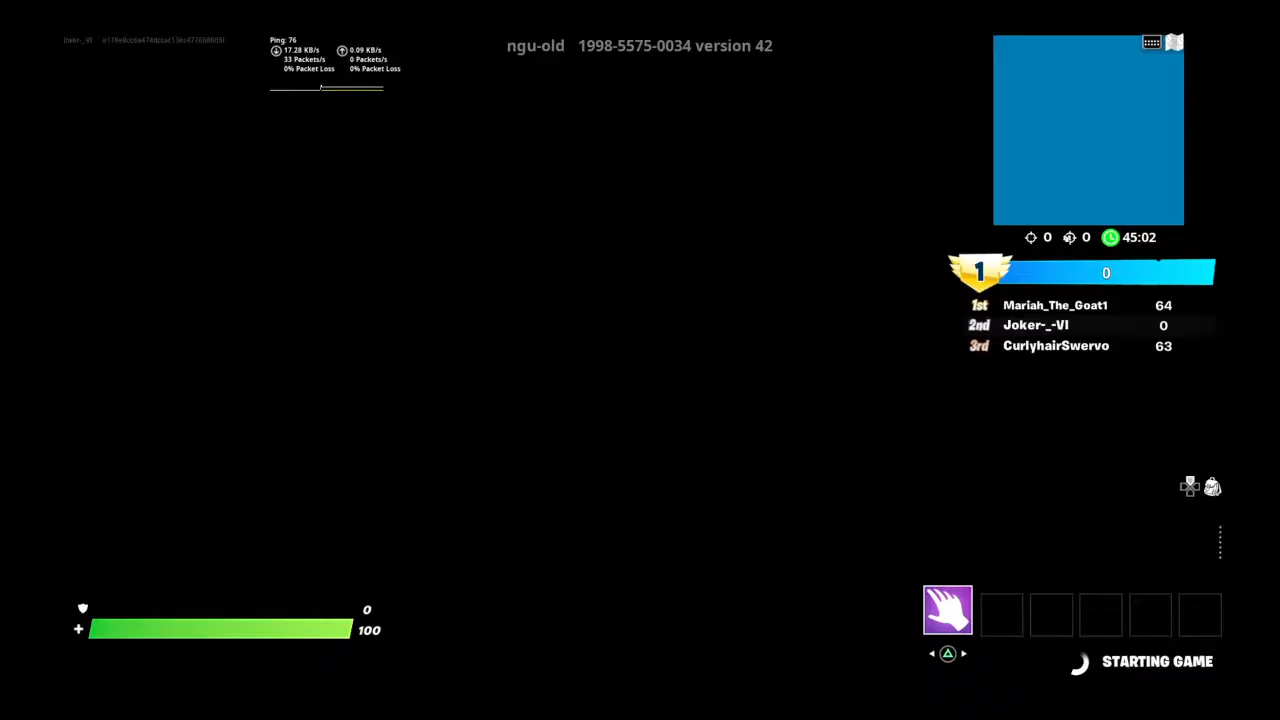 Joker-_-VI
Ping: 76
17.28 KB/s 0.09 KB/s
33 Packets/s 0 Packets/s
0% Packet Loss 0% Packet Loss
ngu-old 1998-5575-0034 version 42
0 0 45:02
1 0
1st Mariah_The_Goat1 64
2nd Joker-_-VI 0
3rd CurlyhairSwervo 63
0
100
STARTING GAME